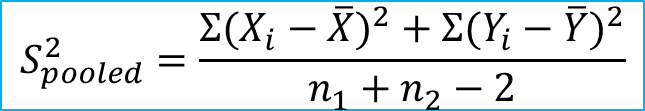 S²pooled = Σ(Xᵢ − X̄)² + Σ(Yᵢ − Ȳ)² / n₁ + n₂ − 2